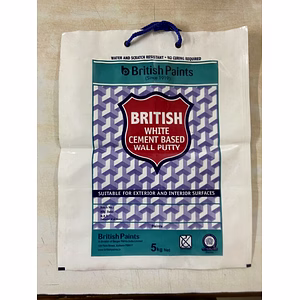 WATER AND SCRATCH RESISTANT • NO CURING REQUIRED
British Paints
BRITISH
WHITE
CEMENT BASED
WALL PUTTY
SUITABLE FOR EXTERIOR AND INTERIOR SURFACES
British Paints
5kg